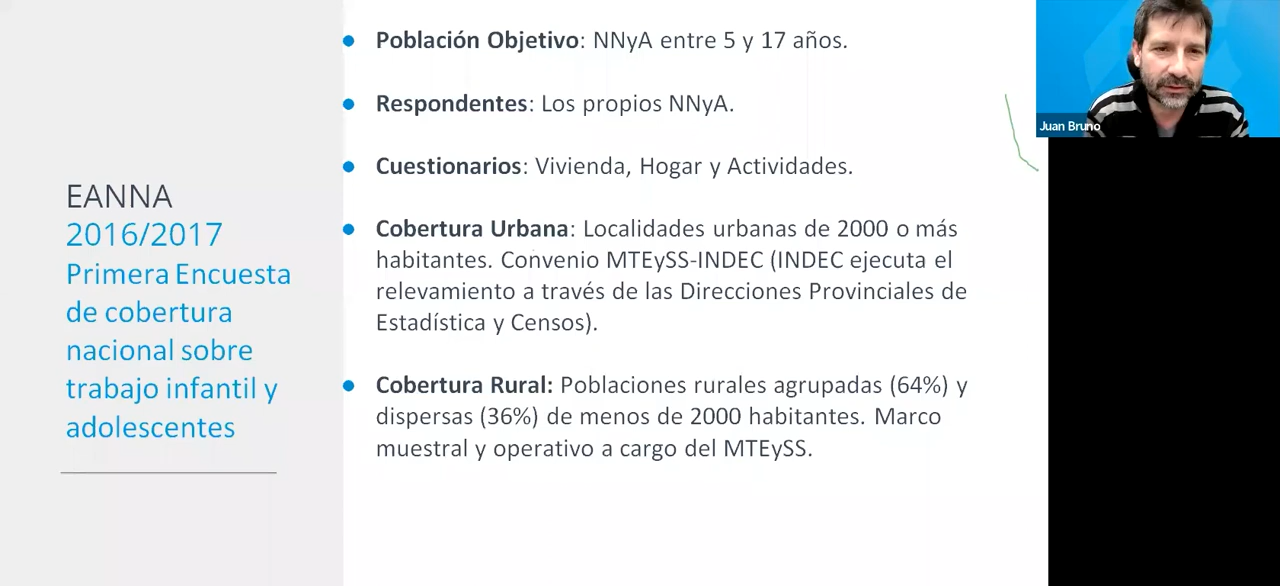 EANNA
2016/2017
Primera Encuesta
de cobertura
nacional sobre
trabajo infantil y
adolescentes
Población Objetivo: NNyA entre 5 y 17 años.
Respondentes: Los propios NNyA.
Cuestionarios: Vivienda, Hogar y Actividades.
Cobertura Urbana: Localidades urbanas de 2000 o más
habitantes. Convenio MTEySS-INDEC (INDEC ejecuta el
relevamiento a través de las Direcciones Provinciales de
Estadística y Censos).
Cobertura Rural: Poblaciones rurales agrupadas (64%) y
dispersas (36%) de menos de 2000 habitantes. Marco
muestral y operativo a cargo del MTEySS.
Juan Bruno